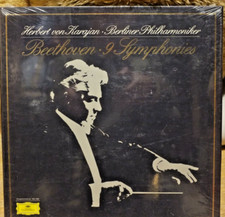 Herbert von Karajan · Berliner Philharmoniker
Beethoven · 9 Symphonies